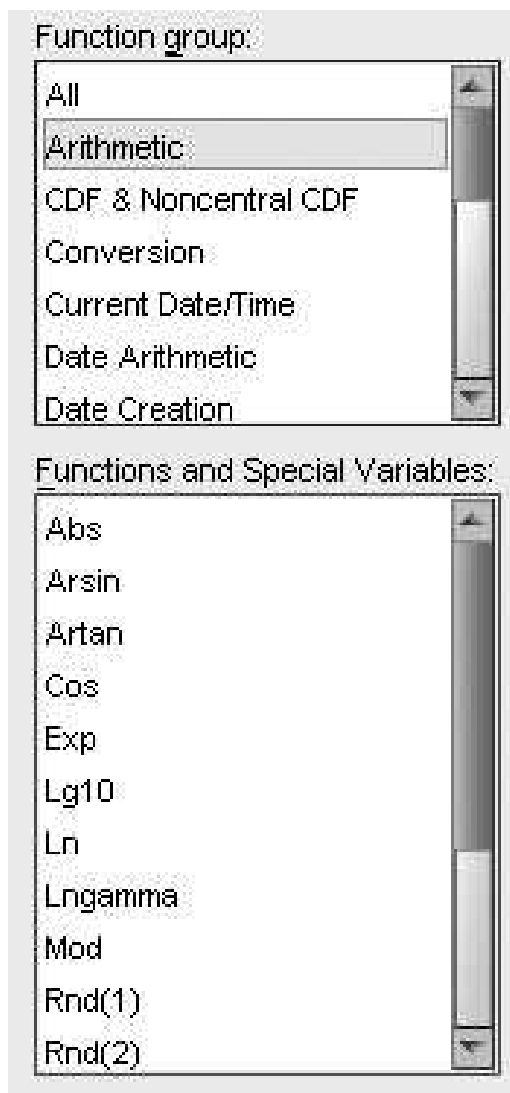 Function group:
All
Arithmetic
CDF & Noncentral CDF
Conversion
Current Date/Time
Date Arithmetic
Date Creation
Functions and Special Variables:
Abs
Arsin
Artan
Cos
Exp
Lg10
Ln
Lngamma
Mod
Rnd(1)
Rnd(2)